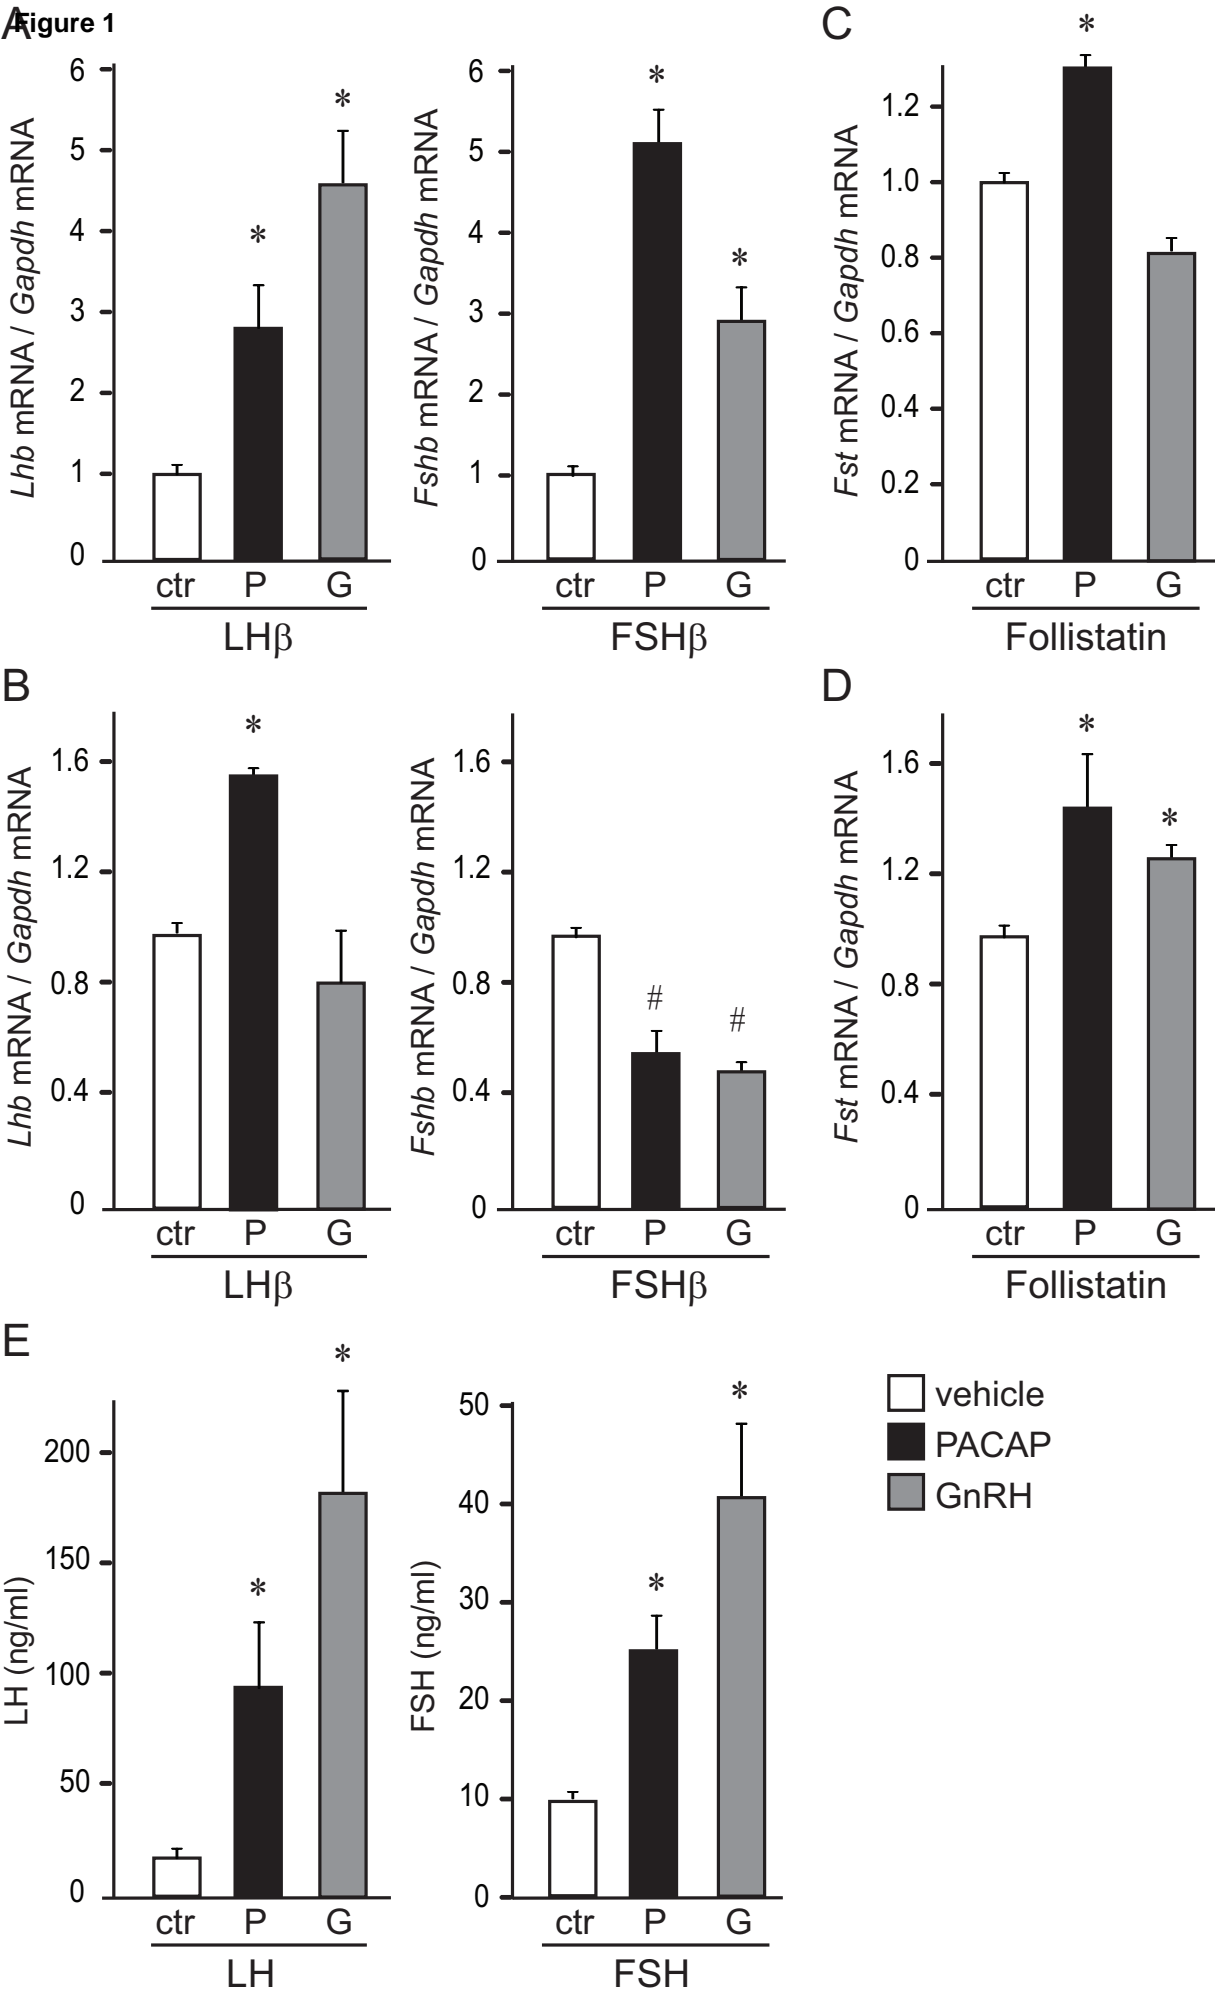 Figure 1
A
6
5
4
3
2
1
0
Lhb mRNA / Gapdh mRNA
*
*
ctr P G
LHβ
6
5
4
3
2
1
0
Fshb mRNA / Gapdh mRNA
*
*
ctr P G
FSHβ
C
1.2
1.0
0.8
0.6
0.4
0.2
0
Fst mRNA / Gapdh mRNA
*
ctr P G
Follistatin
B
1.6
1.2
0.8
0.4
0
Lhb mRNA / Gapdh mRNA
*
ctr P G
LHβ
1.6
1.2
0.8
0.4
0
Fshb mRNA / Gapdh mRNA
#
#
ctr P G
FSHβ
D
1.6
1.2
0.8
0.4
0
Fst mRNA / Gapdh mRNA
*
*
ctr P G
Follistatin
E
200
150
100
50
0
LH (ng/ml)
*
*
ctr P G
LH
50
40
30
20
10
0
FSH (ng/ml)
*
*
ctr P G
FSH
vehicle
PACAP
GnRH